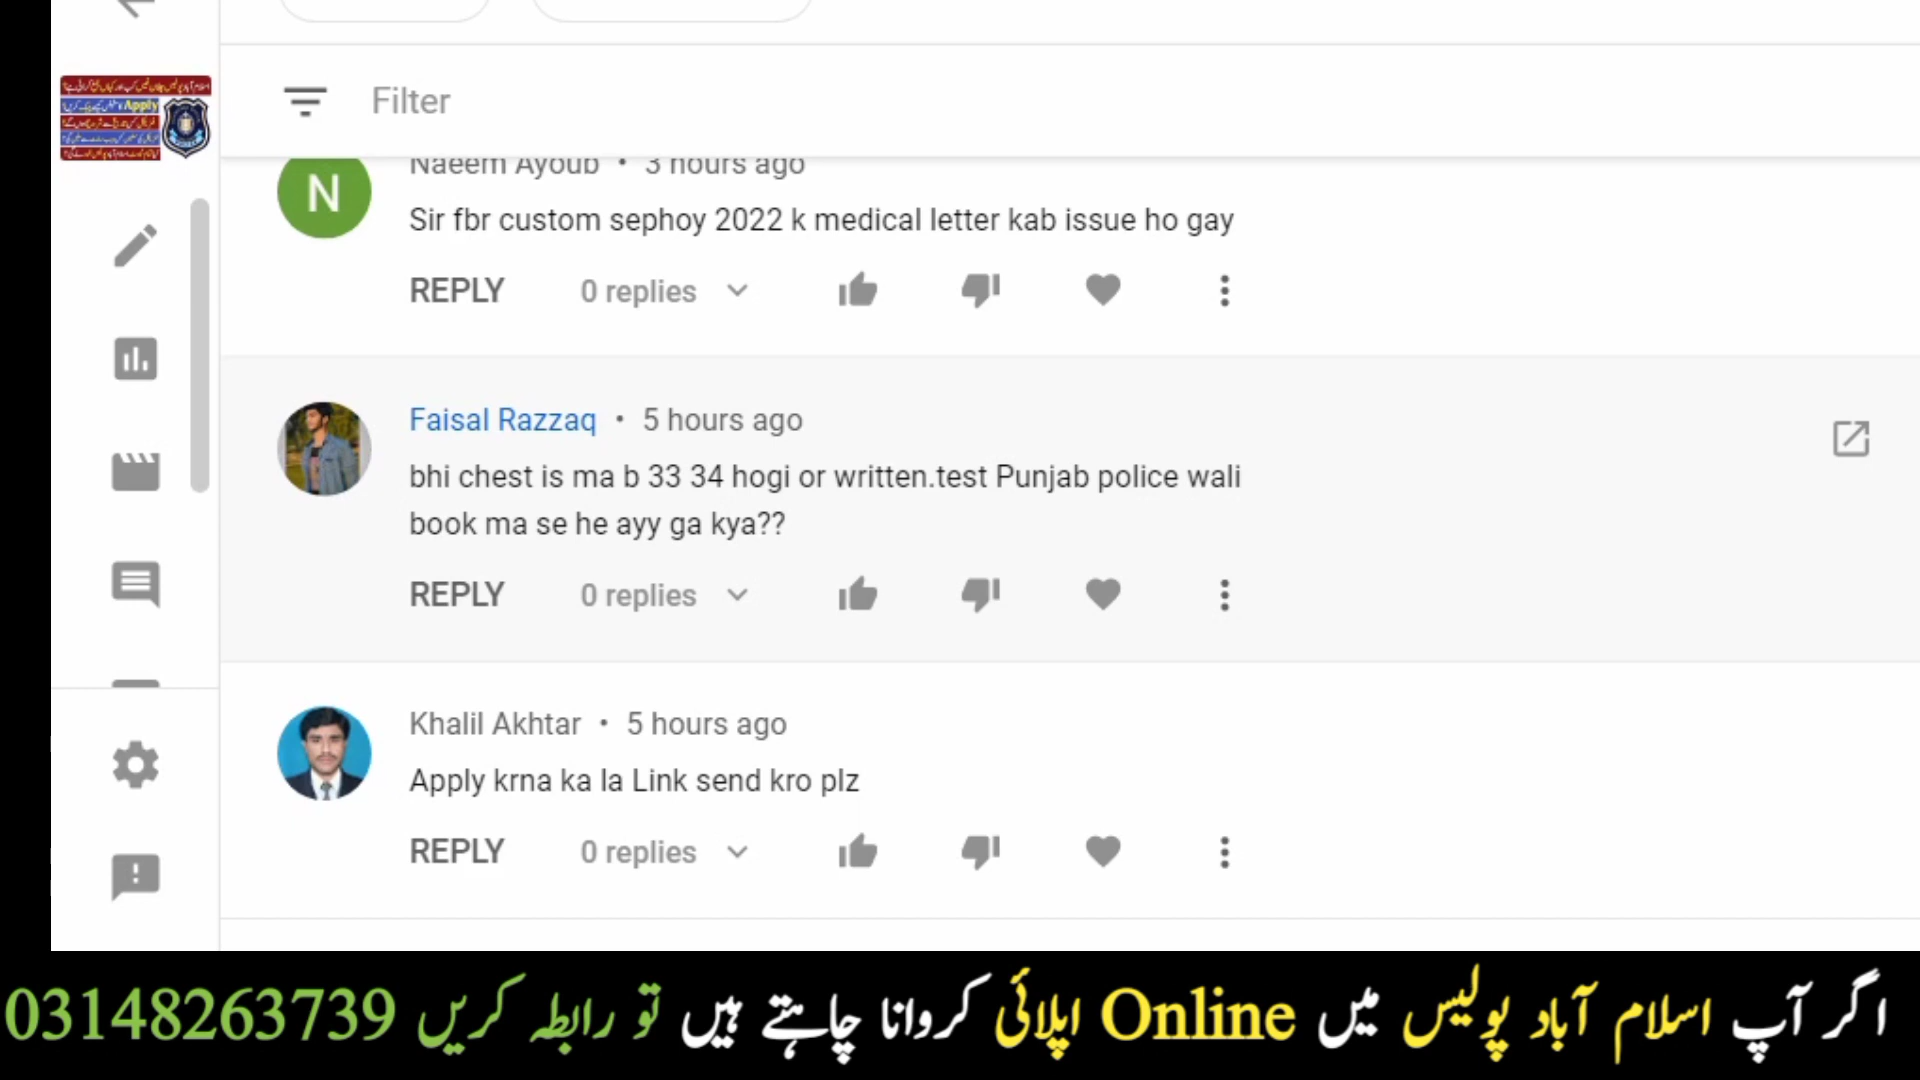 Filter
Naeem Ayoub • 3 hours ago
N
Sir fbr custom sephoy 2022 k medical letter kab issue ho gay
REPLY 0 replies
Faisal Razzaq • 5 hours ago
bhi chest is ma b 33 34 hogi or written.test Punjab police wali
book ma se he ayy ga kya??
REPLY 0 replies
Khalil Akhtar • 5 hours ago
Apply krna ka la Link send kro plz
REPLY 0 replies
اگر آپ اسلام آباد پولیس میں Online اپلائی کروانا چاہتے ہیں تو رابطہ کریں 03148263739
Apply